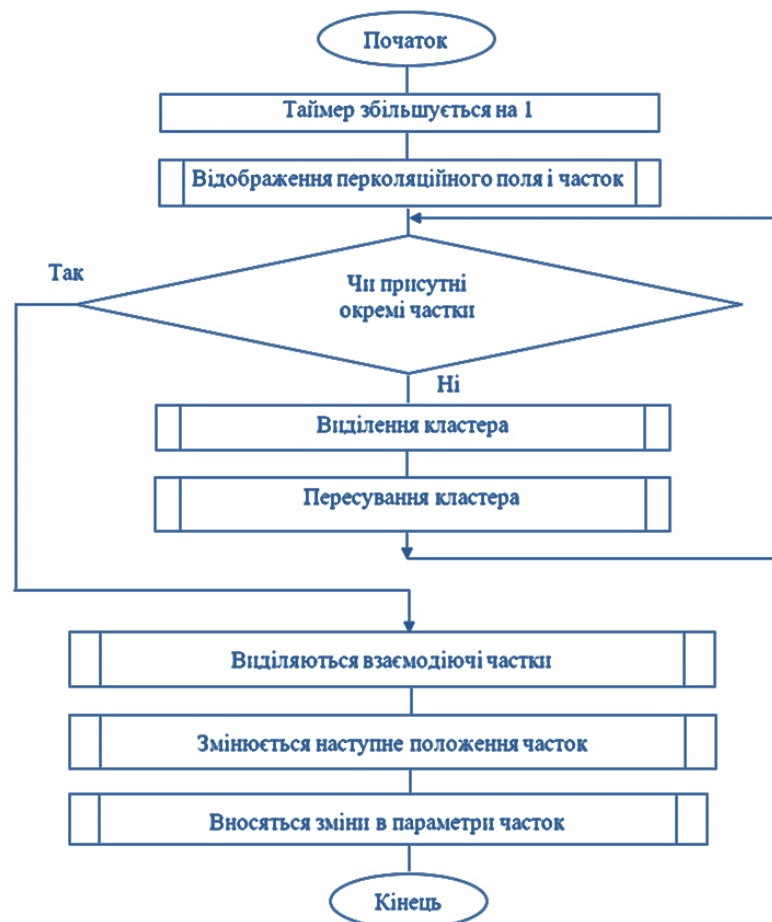 Початок
Таймер збільшується на 1
Відображення перколяційного поля і часток
Так
Чи присутні
окремі частки
Ні
Виділення кластера
Пересування кластера
Виділяються взаємодіючі частки
Змінюється наступне положення часток
Вносяться зміни в параметри часток
Кінець